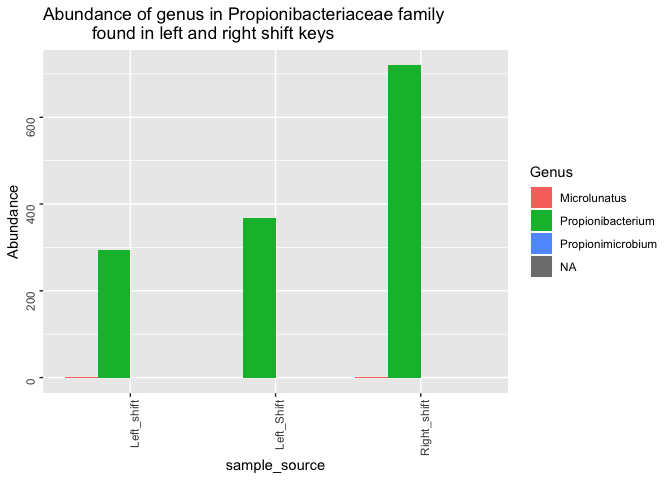 Abundance of genus in Propionibacteriaceae family
found in left and right shift keys
Abundance
600
400
200
0
Left_shift
Left_Shift
Right_shift
sample_source
Genus
Microlunatus
Propionibacterium
Propionimicrobium
NA